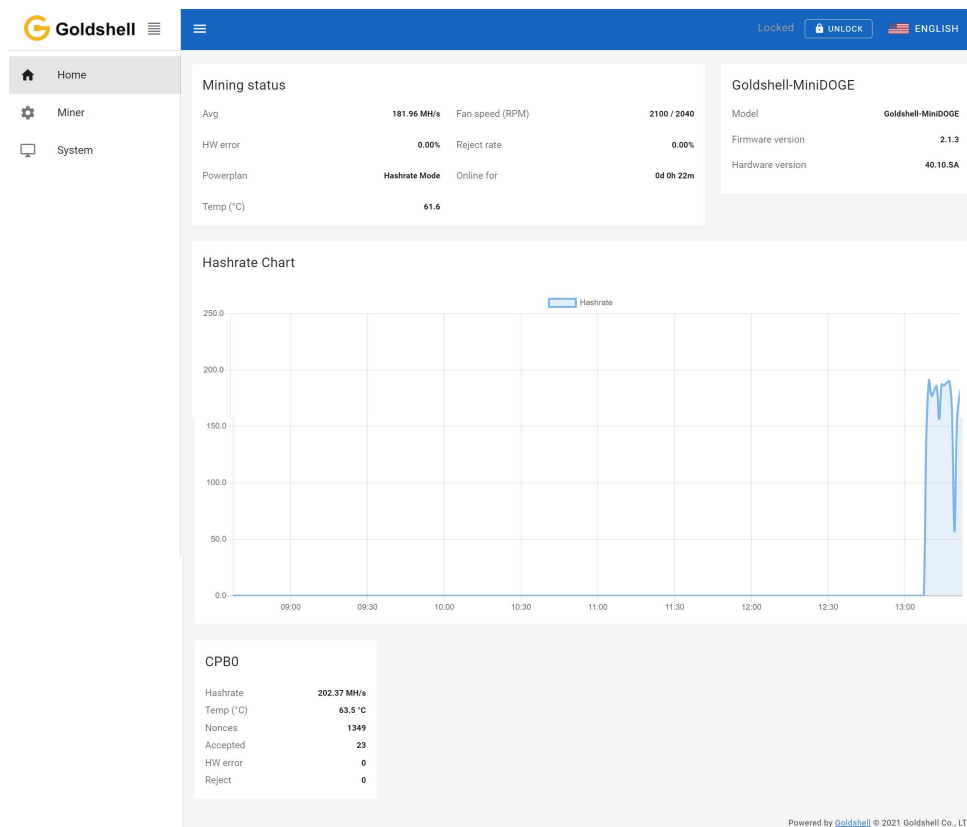 Goldshell
Locked UNLOCK ENGLISH
Home
Miner
System
Mining status
Avg 181.96 MH/s Fan speed (RPM) 2100 / 2040
HW error 0.00% Reject rate 0.00%
Powerplan Hashrate Mode Online for 0d 0h 22m
Temp (°C) 61.6
Goldshell-MiniDOGE
Model Goldshell-MiniDOGE
Firmware version 2.1.3
Hardware version 40.10.SA
Hashrate Chart
Hashrate
250.0
200.0
150.0
100.0
50.0
0.0
09:00 09:30 10:00 10:30 11:00 11:30 12:00 12:30 13:00
CPB0
Hashrate 202.37 MH/s
Temp (°C) 63.5 °C
Nonces 1349
Accepted 23
HW error 0
Reject 0
Powered by Goldshell © 2021 Goldshell Co., LT